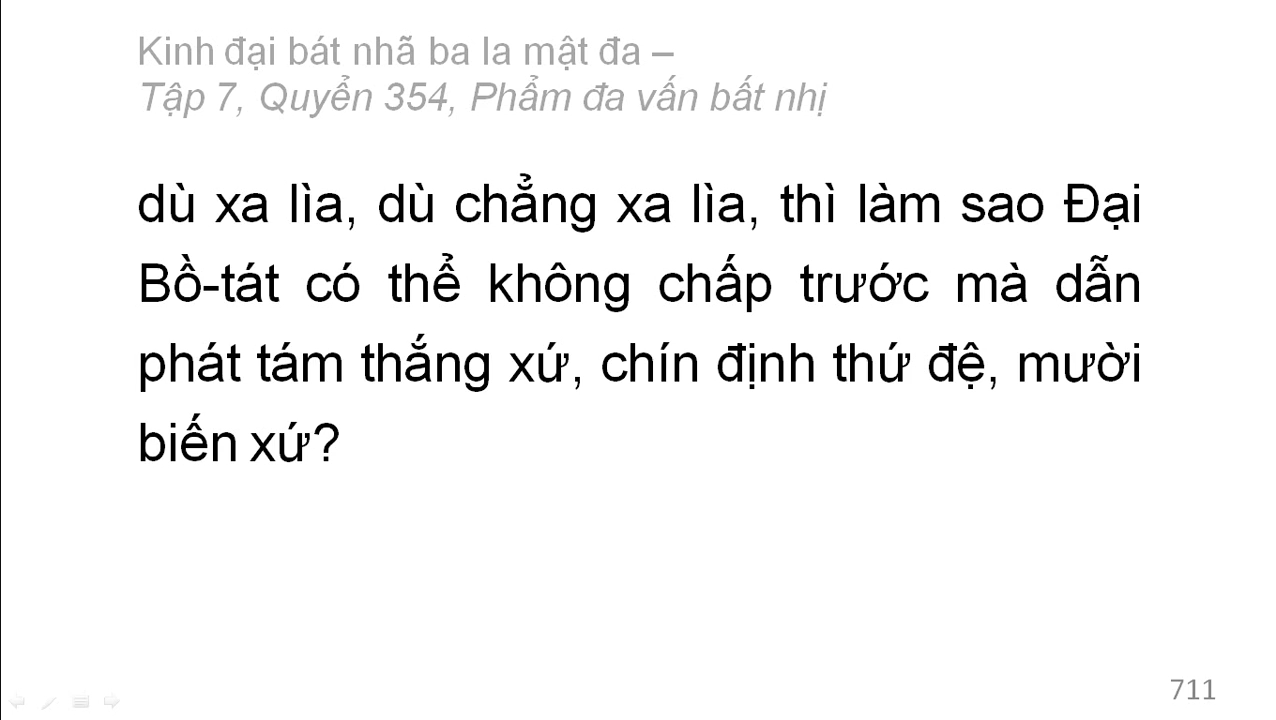 Kinh đại bát nhã ba la mật đa –
Tập 7, Quyển 354, Phẩm đa vấn bất nhị
dù xa lìa, dù chẳng xa lìa, thì làm sao Đại
Bồ-tát có thể không chấp trước mà dẫn
phát tám thắng xứ, chín định thứ đệ, mười
biến xứ?
711